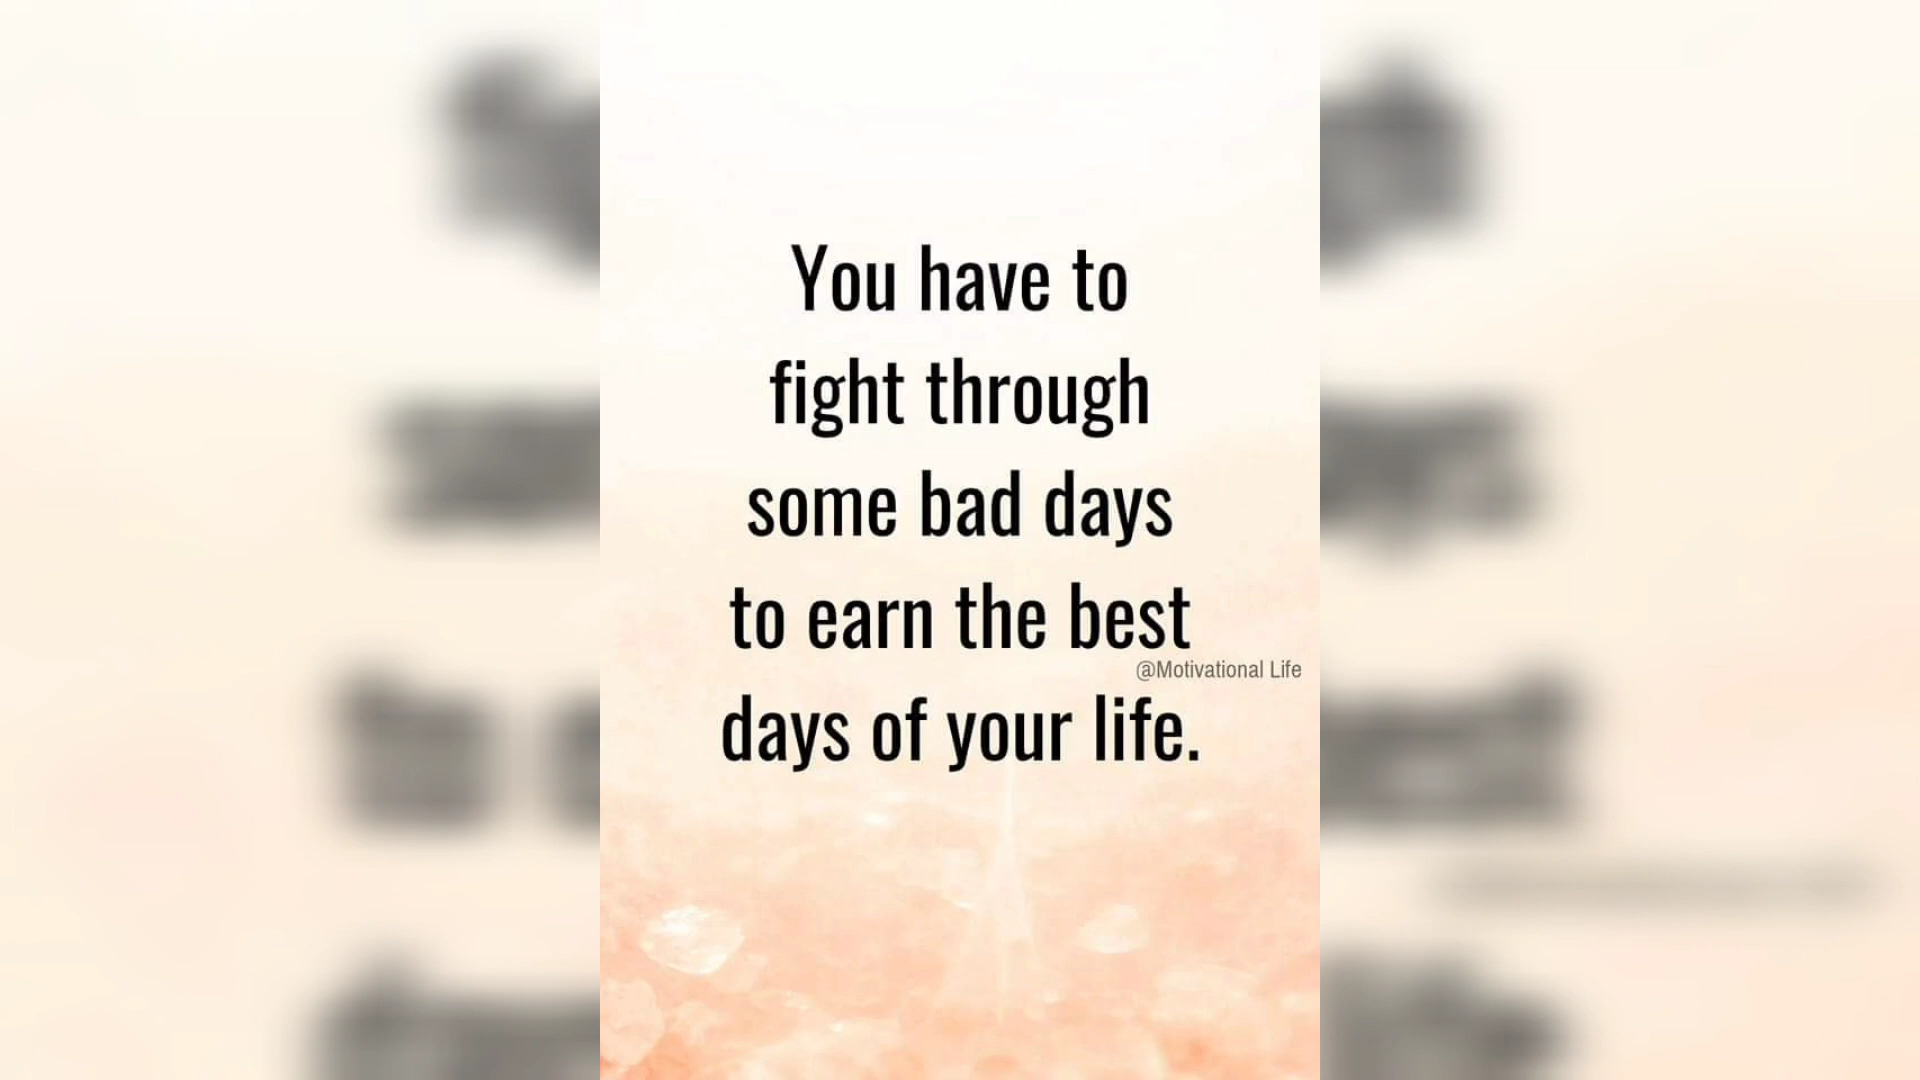 You have to
fight through
some bad days
to earn the best
@Motivational Life
days of your life.